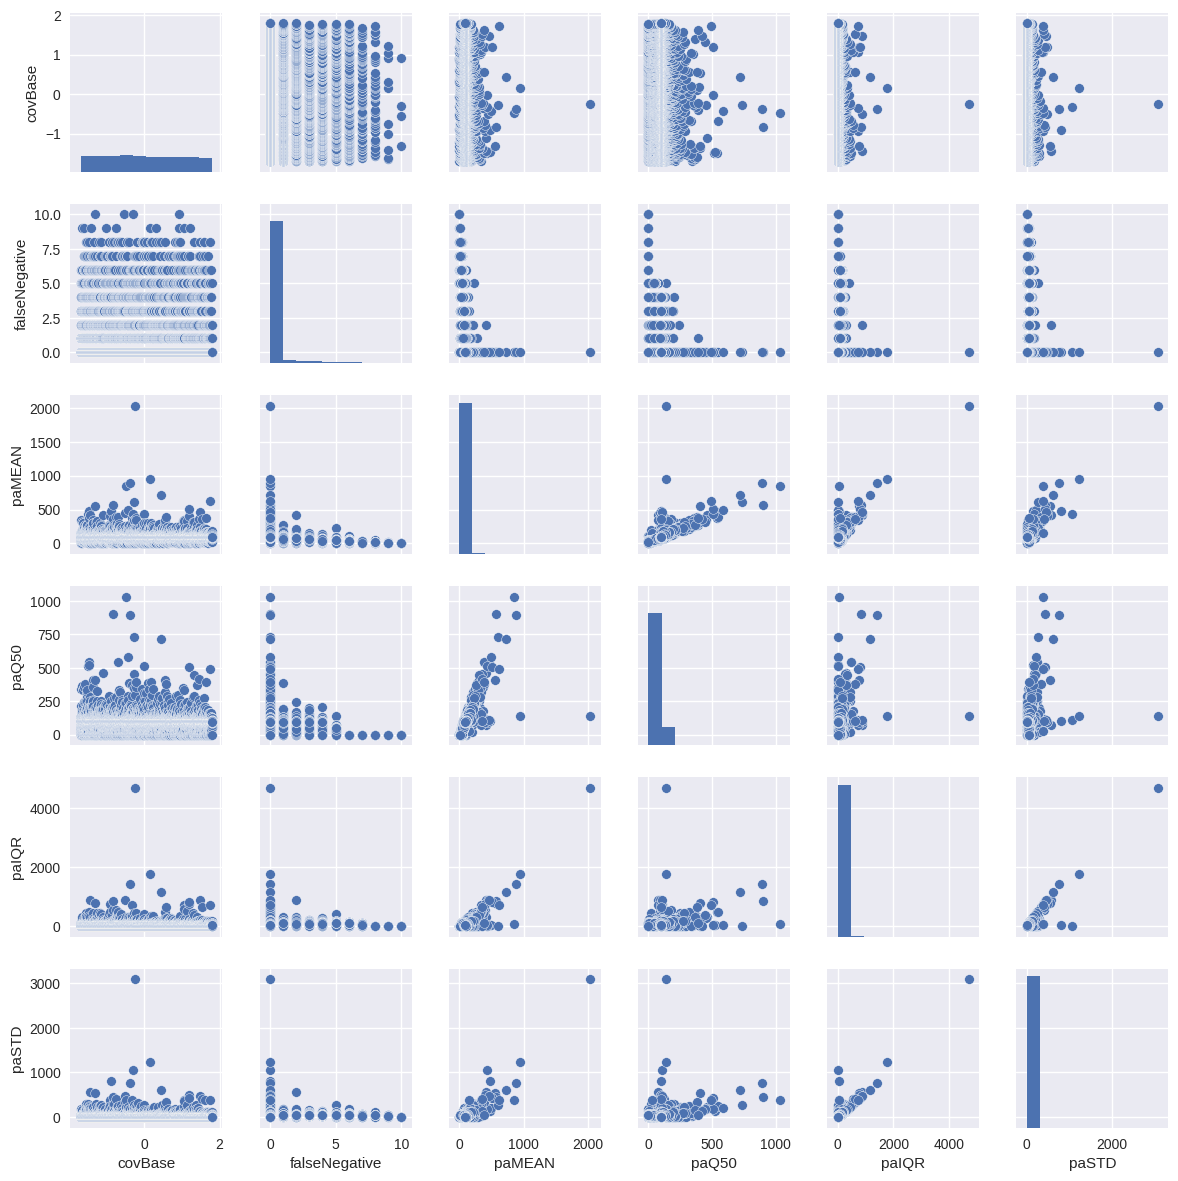 2
1
0
−1
covBase
10.0
7.5
5.0
2.5
0.0
falseNegative
2000
1500
1000
500
0
paMEAN
1000
750
500
250
0
paQ50
4000
2000
0
paIQR
3000
2000
1000
0
paSTD
0 2
0 5 10
0 1000 2000
0 500 1000
0 2000 4000
0 2000
covBase falseNegative paMEAN paQ50 paIQR paSTD